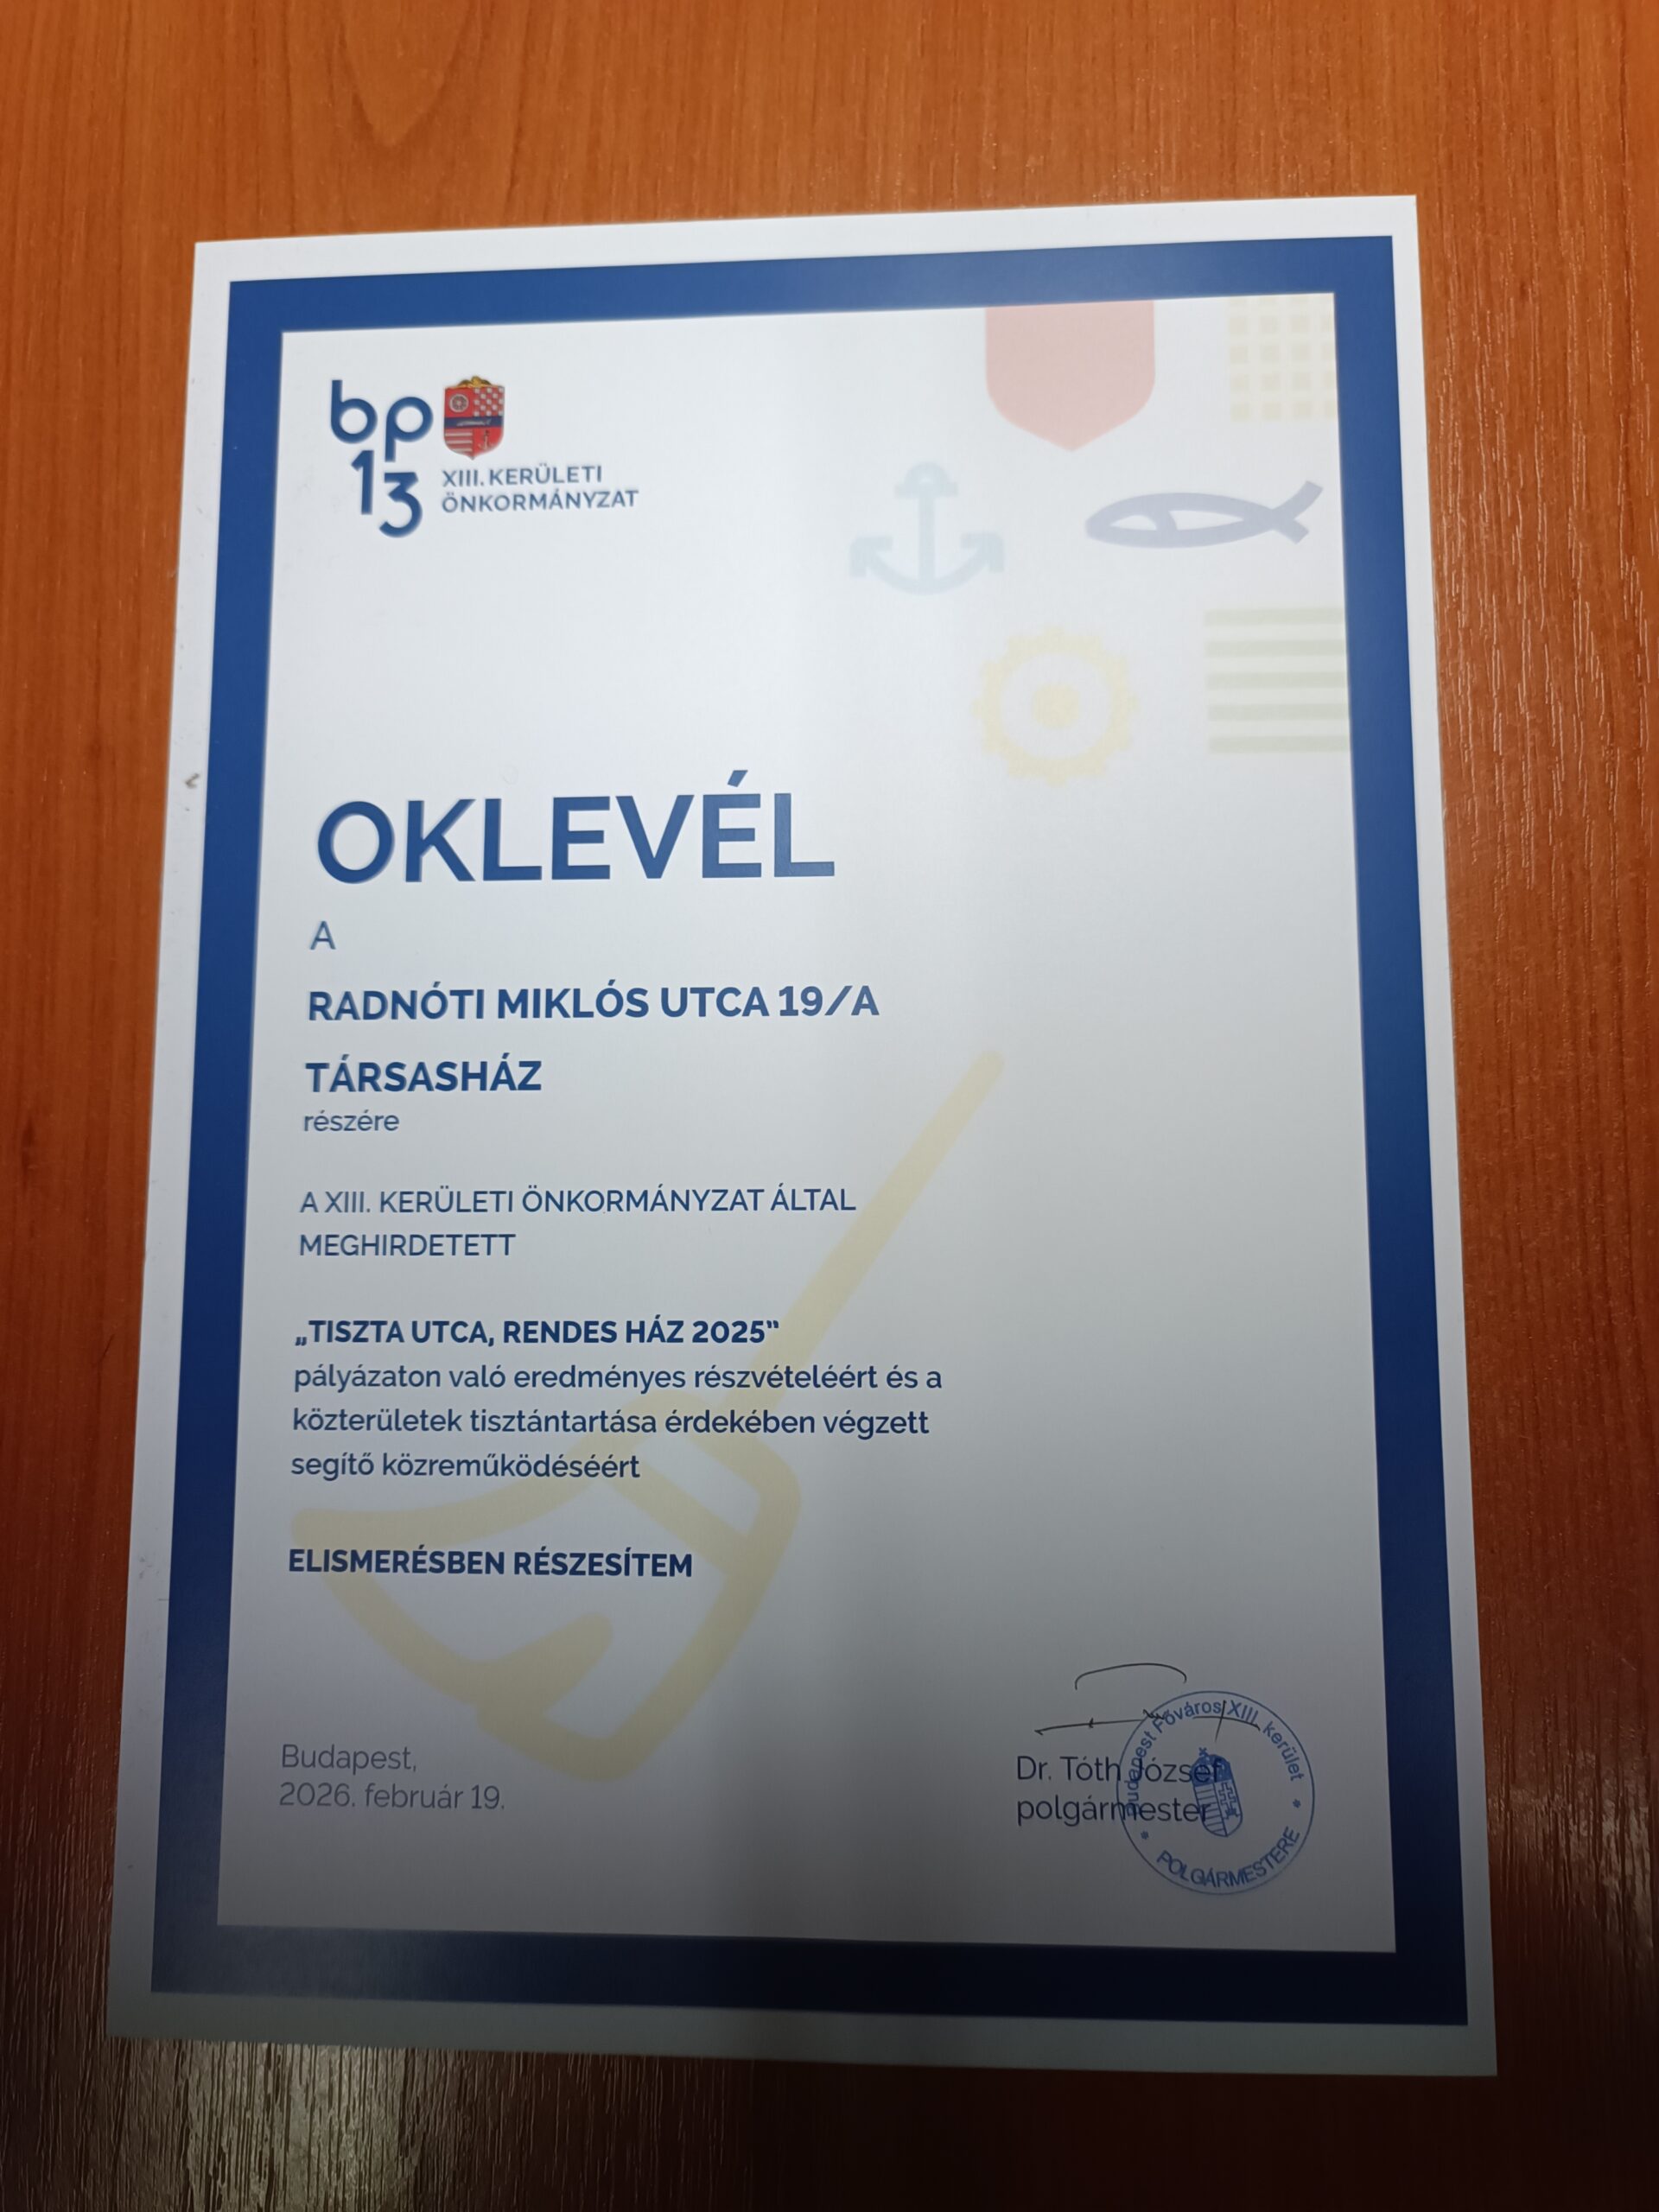 bp
13
XIII. KERÜLETI
ÖNKORMÁNYZAT
OKLEVÉL
A
RADNÓTI MIKLÓS UTCA 19/A
TÁRSASHÁZ
részére
A XIII. KERÜLETI ÖNKORMÁNYZAT ÁLTAL
MEGHIRDETETT
„TISZTA UTCA, RENDES HÁZ 2025”
pályázaton való eredményes részvételéért és a
közterületek tisztántartása érdekében végzett
segítő közreműködéséért
ELISMERÉSBEN RÉSZESÍTEM
Budapest,
2026. február 19.
Dr. Tóth József
polgármester
Budapest Főváros XIII. kerület
POLGÁRMESTERE